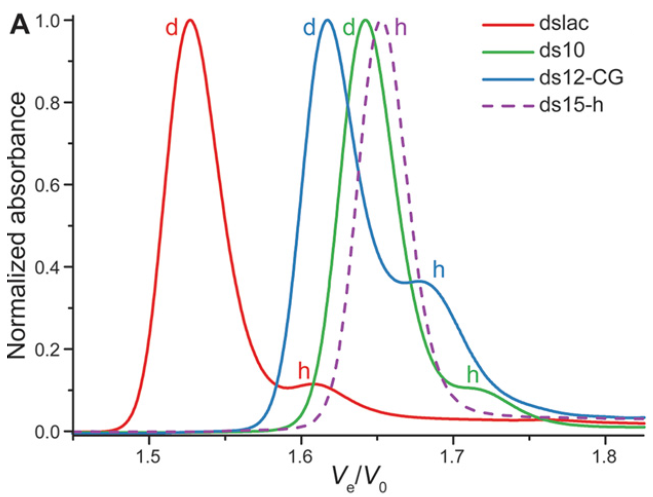 A
1.0
0.8
0.6
0.4
0.2
0.0
Normalized absorbance
d
d
d
h
h
h
h
dslac
ds10
ds12-CG
ds15-h
1.5
1.6
1.7
1.8
Ve/V0